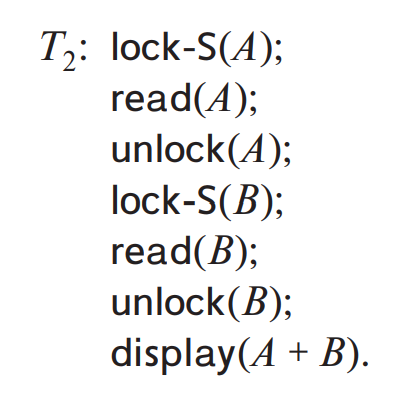 T2: lock-S(A);
read(A);
unlock(A);
lock-S(B);
read(B);
unlock(B);
display(A + B).